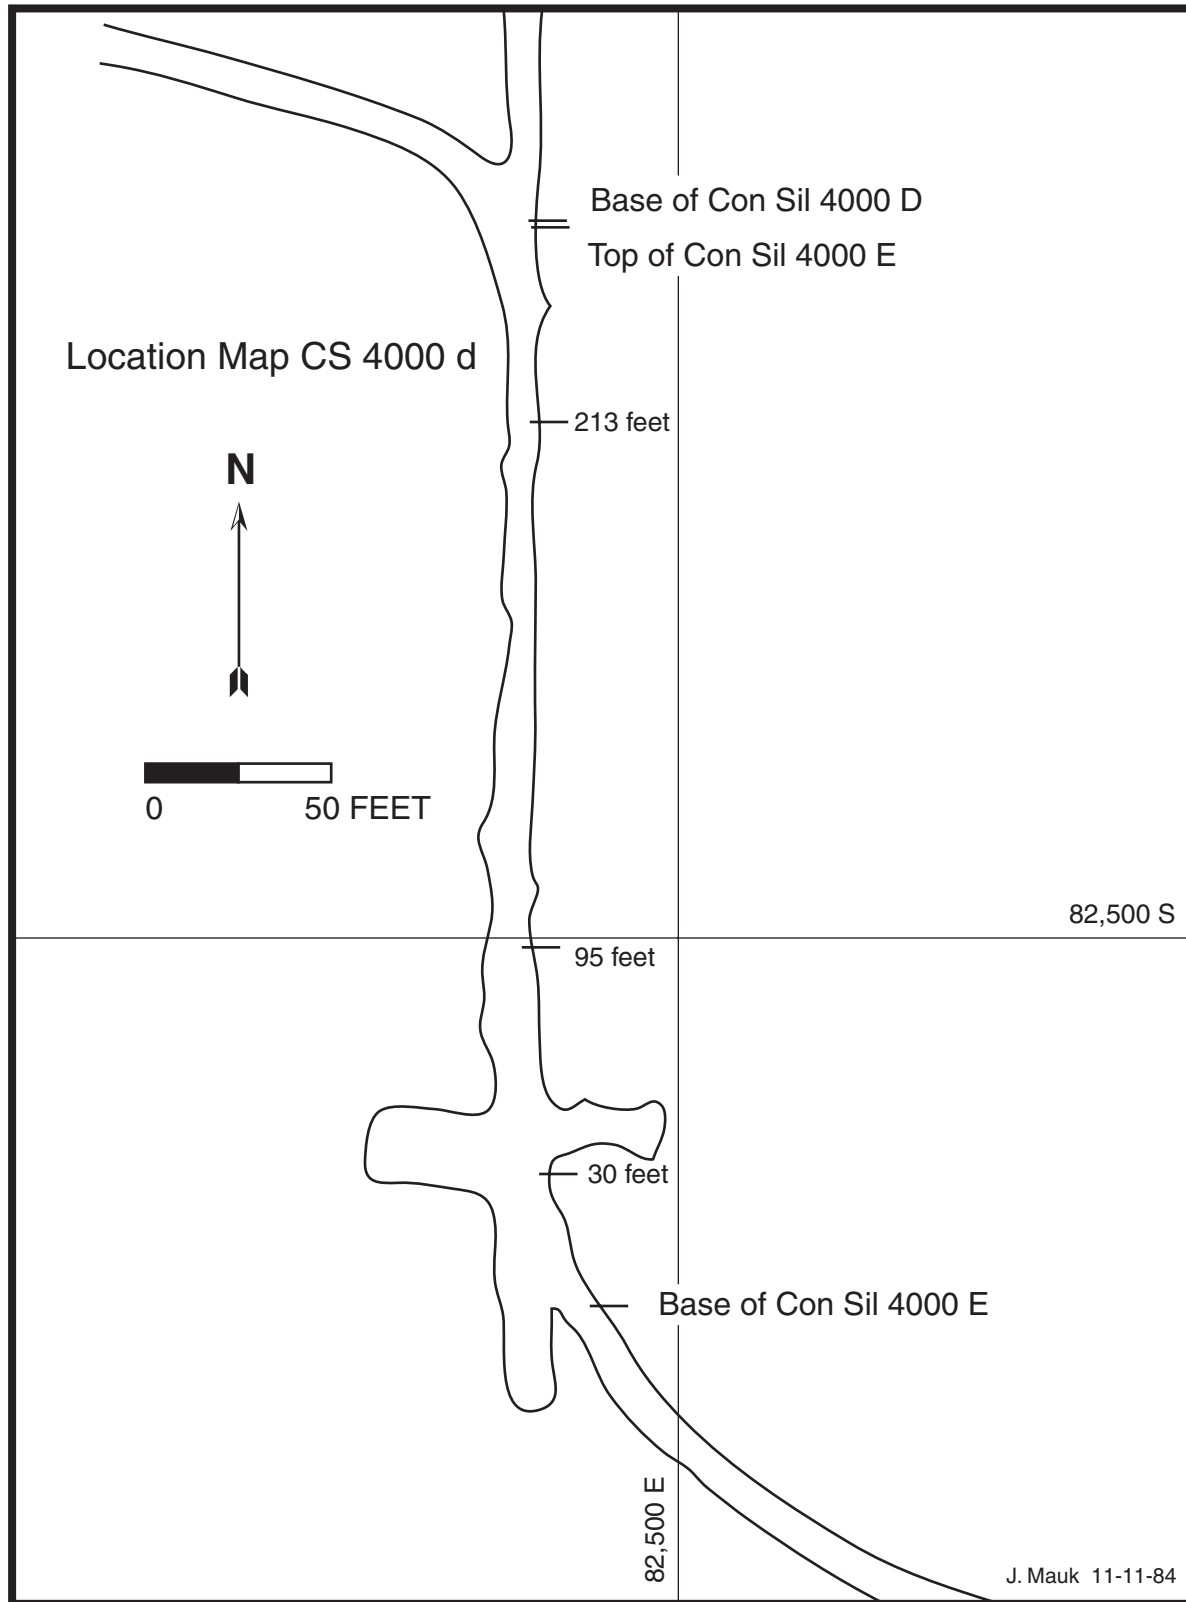 Base of Con Sil 4000 D
Top of Con Sil 4000 E
Location Map CS 4000 d
213 feet
N
0 50 FEET
82,500 S
95 feet
30 feet
Base of Con Sil 4000 E
82,500 E
J. Mauk 11-11-84